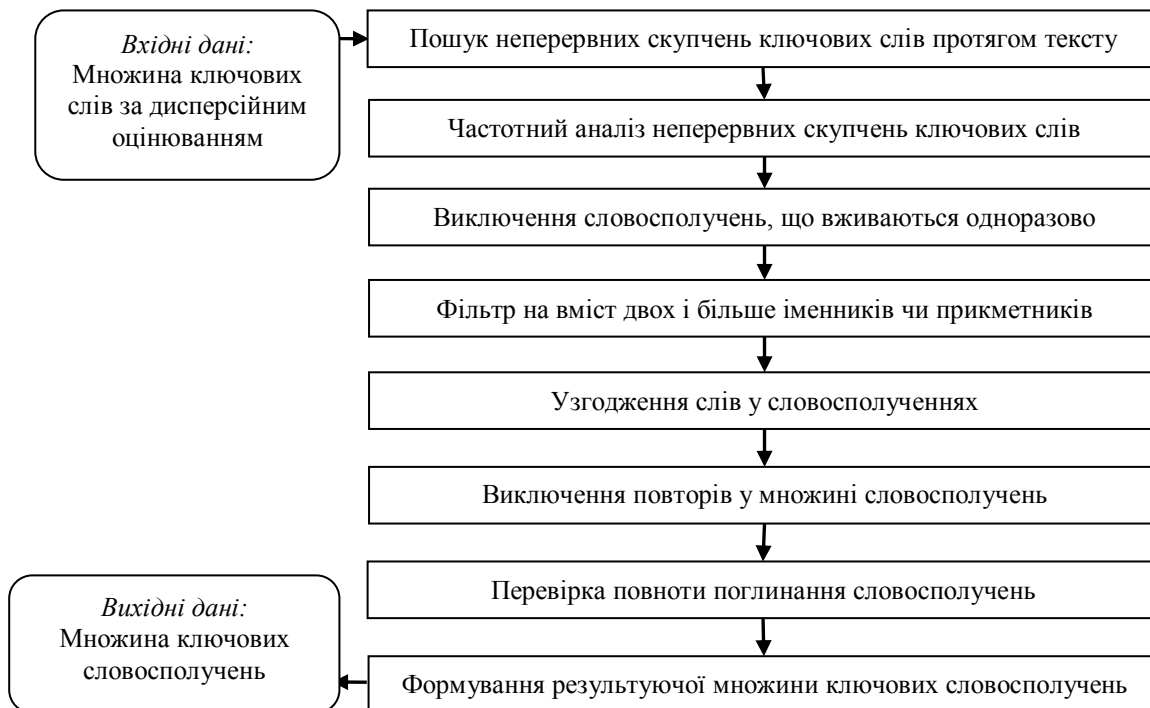 Вхідні дані:
Множина ключових
слів за дисперсійним
оцінюванням
Пошук неперервних скупчень ключових слів протягом тексту
Частотний аналіз неперервних скупчень ключових слів
Виключення словосполучень, що вживаються одноразово
Фільтр на вміст двох і більше іменників чи прикметників
Узгодження слів у словосполученнях
Виключення повторів у множині словосполучень
Перевірка повноти поглинання словосполучень
Формування результуючої множини ключових словосполучень
Вихідні дані:
Множина ключових
словосполучень